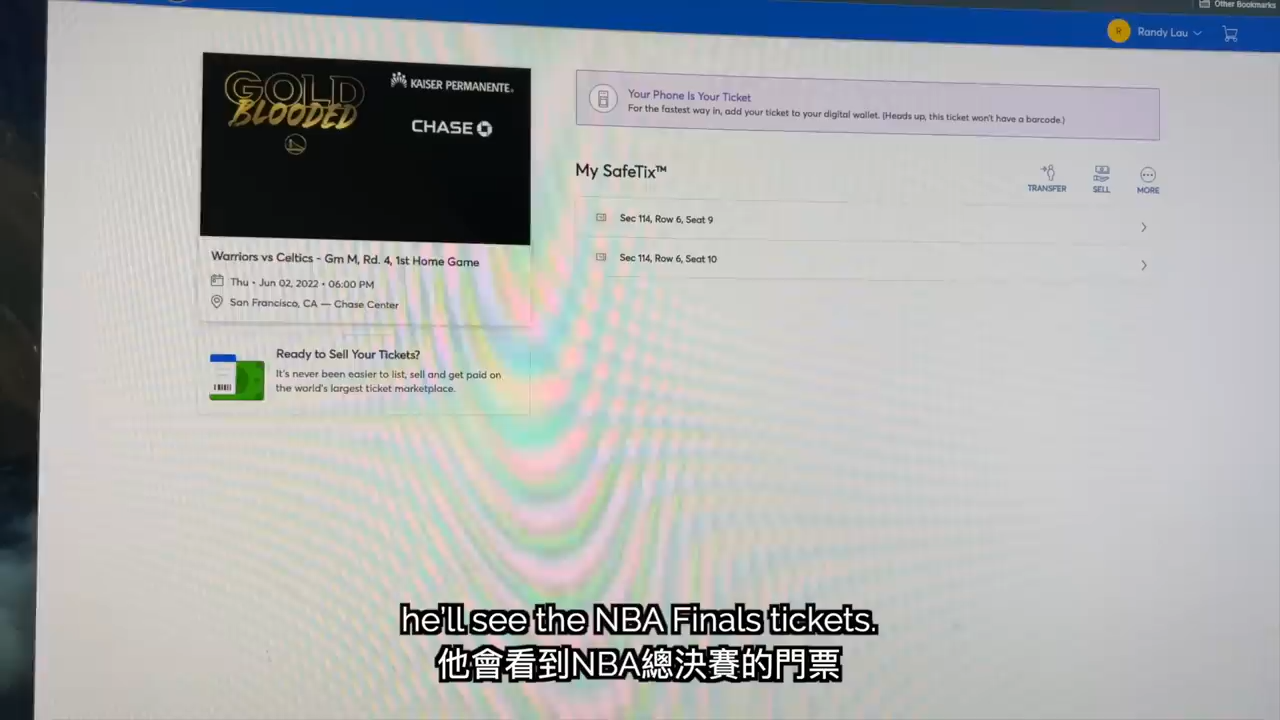 Other Bookmarks
R
Randy Lau
GOLD
BLOODED
KAISER PERMANENTE®
CHASE
Your Phone Is Your Ticket
For the fastest way in, add your ticket to your digital wallet. (Heads up, this ticket won't have a barcode.)
My SafeTix™
TRANSFER
SELL
MORE
Sec 114, Row 6, Seat 9
Sec 114, Row 6, Seat 10
Warriors vs Celtics - Gm M, Rd. 4, 1st Home Game
Thu • Jun 02, 2022 • 06:00 PM
San Francisco, CA — Chase Center
Ready to Sell Your Tickets?
It's never been easier to list, sell and get paid on
the world's largest ticket marketplace.
he'll see the NBA Finals tickets.
他會看到NBA總決賽的門票